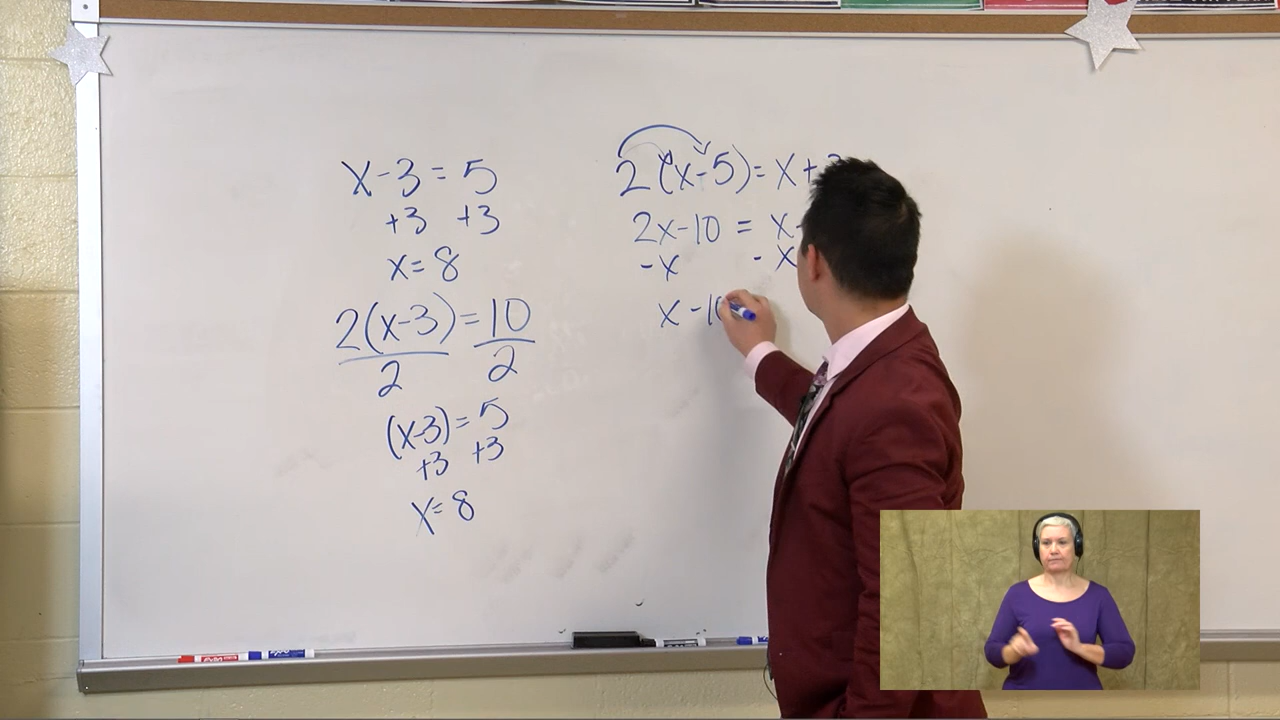 x-3=5
+3 +3
x=8
2(x-3)=10
2 2
(x-3)=5
+3 +3
x=8
2(x-5)=x+
2x-10=x
-x -x
x-10